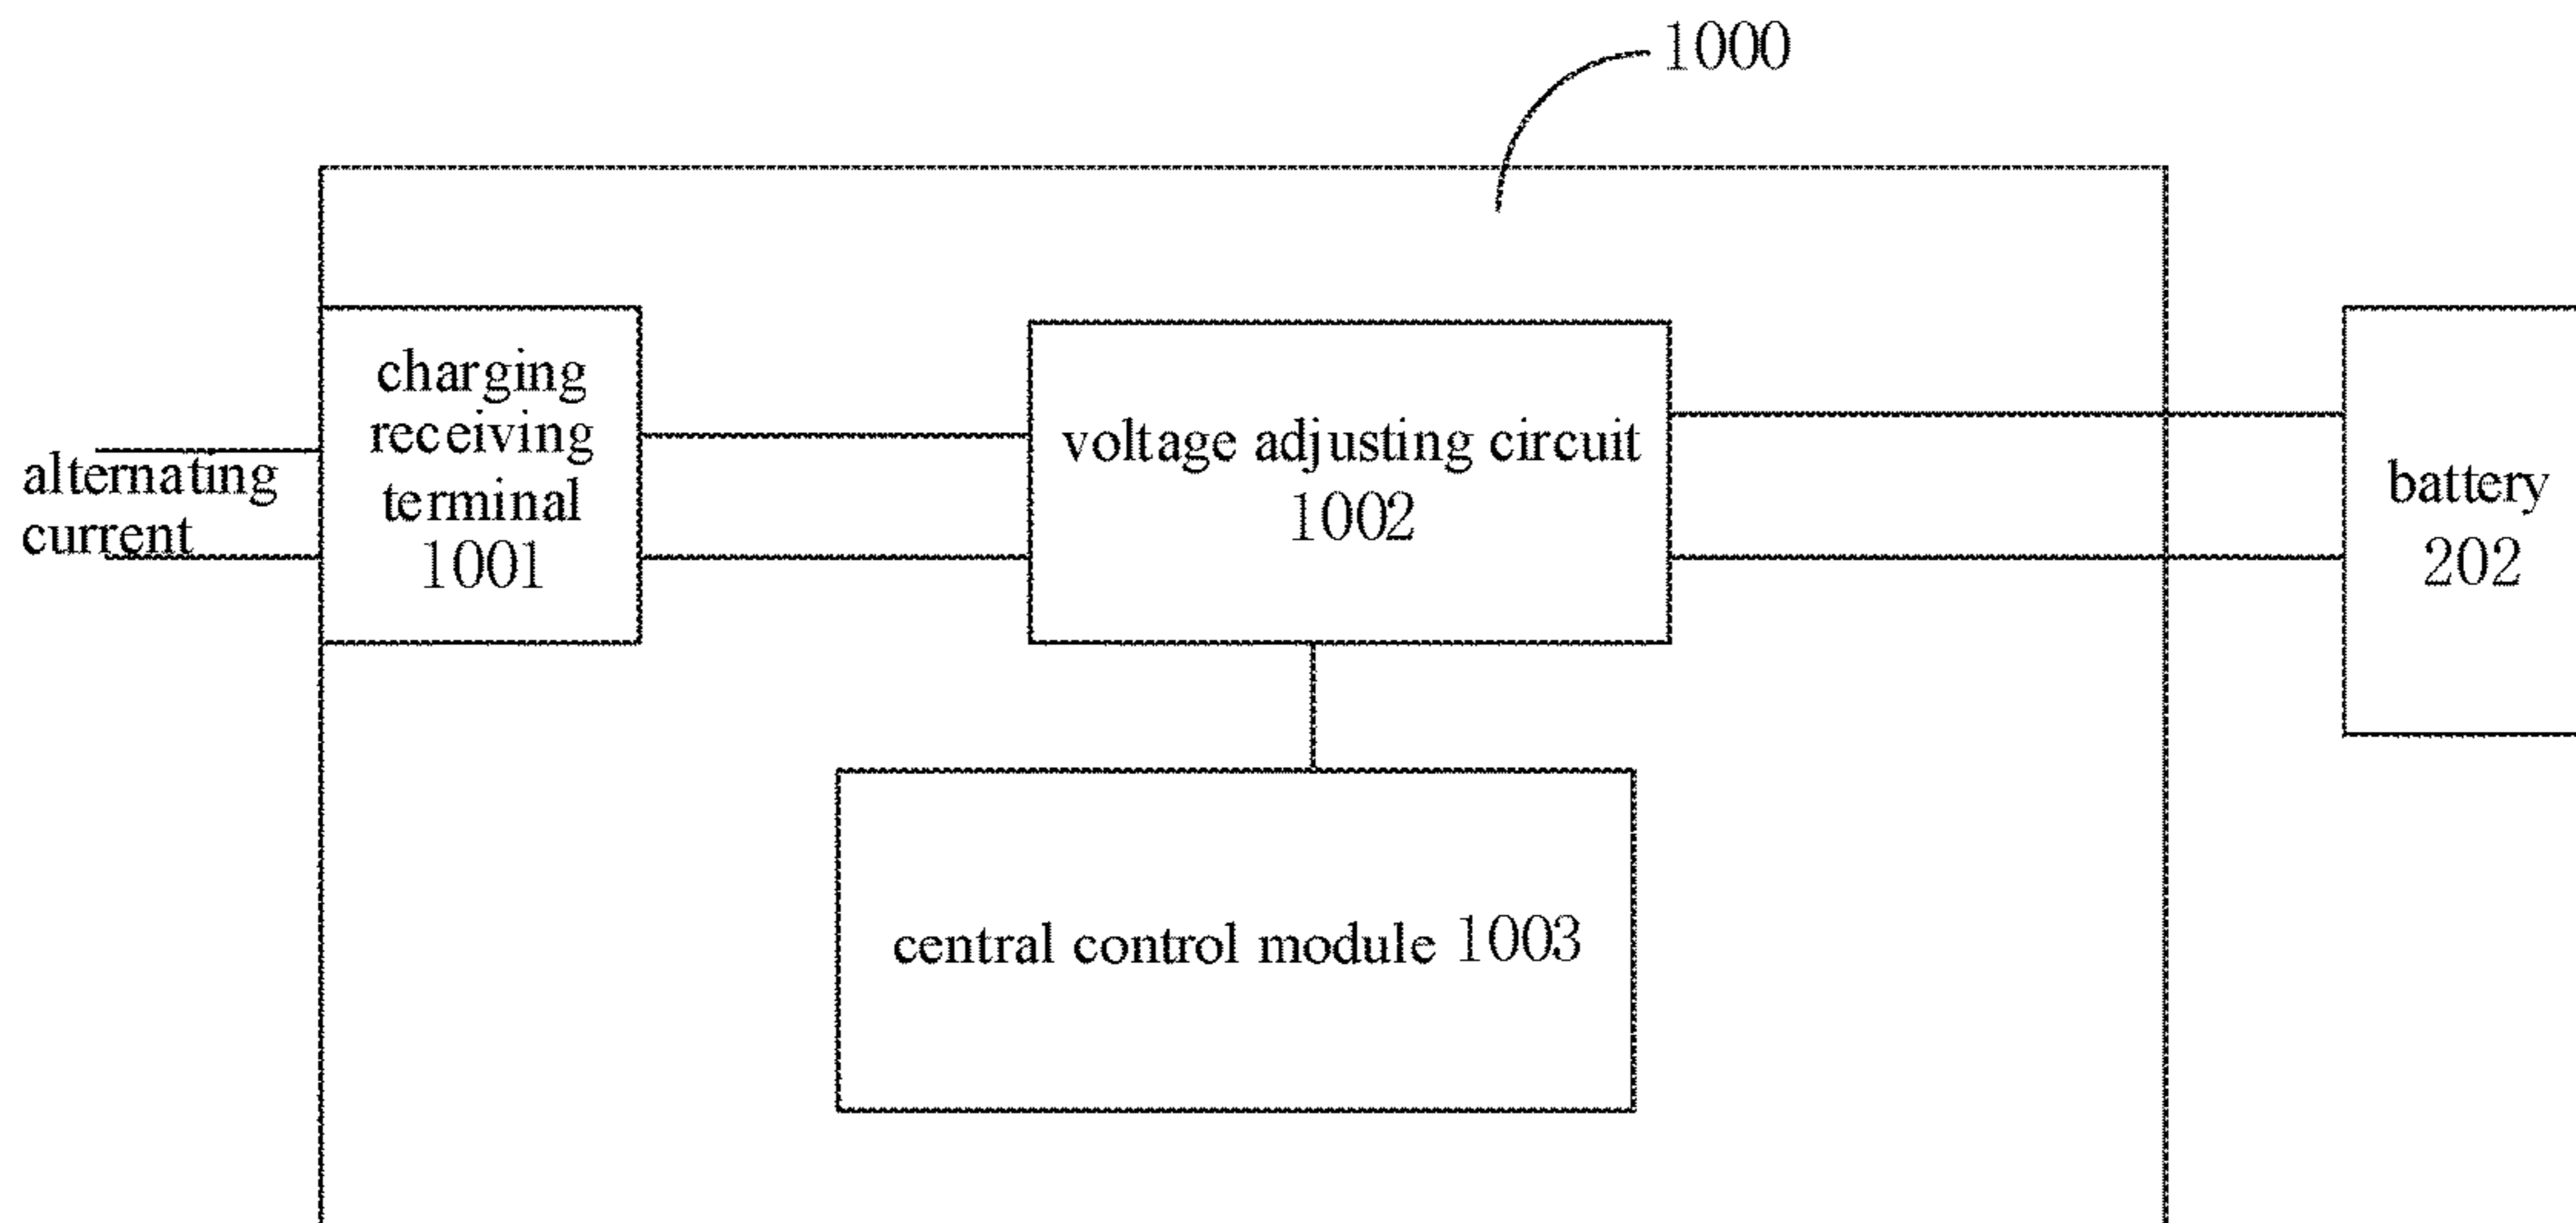 1000
alternating
current
charging
receiving
terminal
1001
voltage adjusting circuit
1002
battery
202
central control module 1003